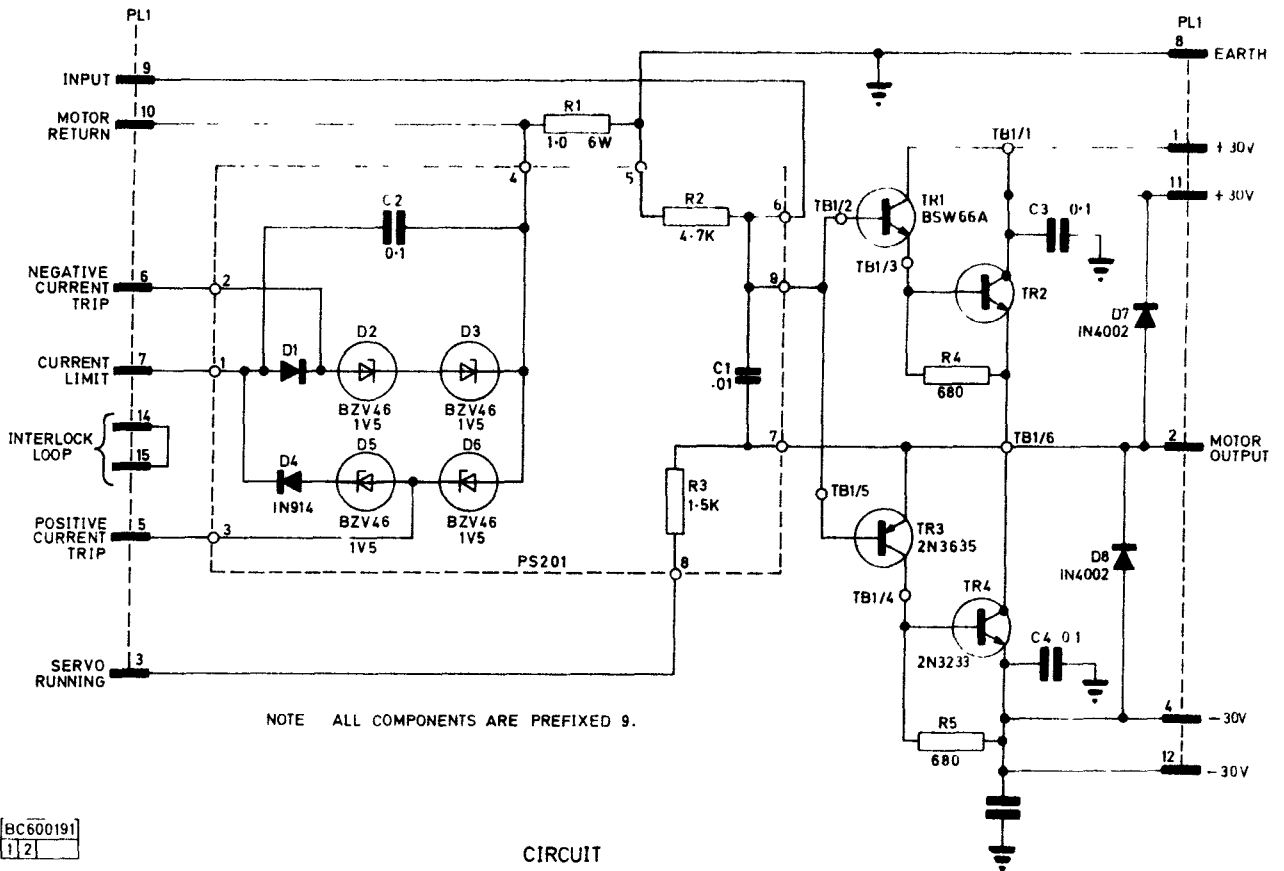 PL1
PL1
9
INPUT
10
MOTOR
RETURN
8
EARTH
R1
1·0 6W
4
5
TB1/1
1
+30V
11
+30V
C2
0·1
R2
4·7K
6
TB1/2
TR1
BSW66A
C3 0·1
TB1/3
TR2
NEGATIVE
CURRENT
TRIP
6
2
9
D7
IN4002
CURRENT
LIMIT
7
1
D1
D2
BZV46
1V5
D3
BZV46
1V5
C1
·01
R4
680
INTERLOCK
LOOP
14
15
D4
IN914
D5
BZV46
1V5
D6
BZV46
1V5
7
TB1/6
2
MOTOR
OUTPUT
R3
1·5K
TB1/5
TR3
2N3635
POSITIVE
CURRENT
TRIP
5
3
PS201
8
D8
IN4002
TB1/4
TR4
2N3233
C4 0·1
SERVO
RUNNING
3
NOTE ALL COMPONENTS ARE PREFIXED 9.
4
-30V
R5
680
12
-30V
BC600191
1 2
CIRCUIT